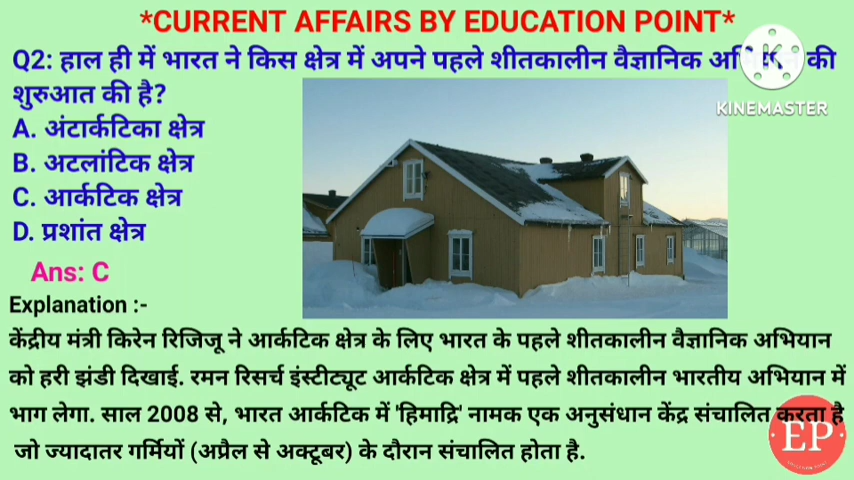 *CURRENT AFFAIRS BY EDUCATION POINT*
Q2: हाल ही में भारत ने किस क्षेत्र में अपने पहले शीतकालीन वैज्ञानिक की
शुरुआत की है?
KINEMASTER
A. अंटार्कटिका क्षेत्र
B. अटलांटिक क्षेत्र
C. आर्कटिक क्षेत्र
D. प्रशांत क्षेत्र
Ans: C
Explanation :-
केंद्रीय मंत्री किरेन रिजिजू ने आर्कटिक क्षेत्र के लिए भारत के पहले शीतकालीन वैज्ञानिक अभियान
को हरी झंडी दिखाई. रमन रिसर्च इंस्टीट्यूट आर्कटिक क्षेत्र में पहले शीतकालीन भारतीय अभियान में
भाग लेगा. साल 2008 से, भारत आर्कटिक में 'हिमाद्रि' नामक एक अनुसंधान केंद्र संचालित करता है
जो ज्यादातर गर्मियों (अप्रैल से अक्टूबर) के दौरान संचालित होता है.
EP